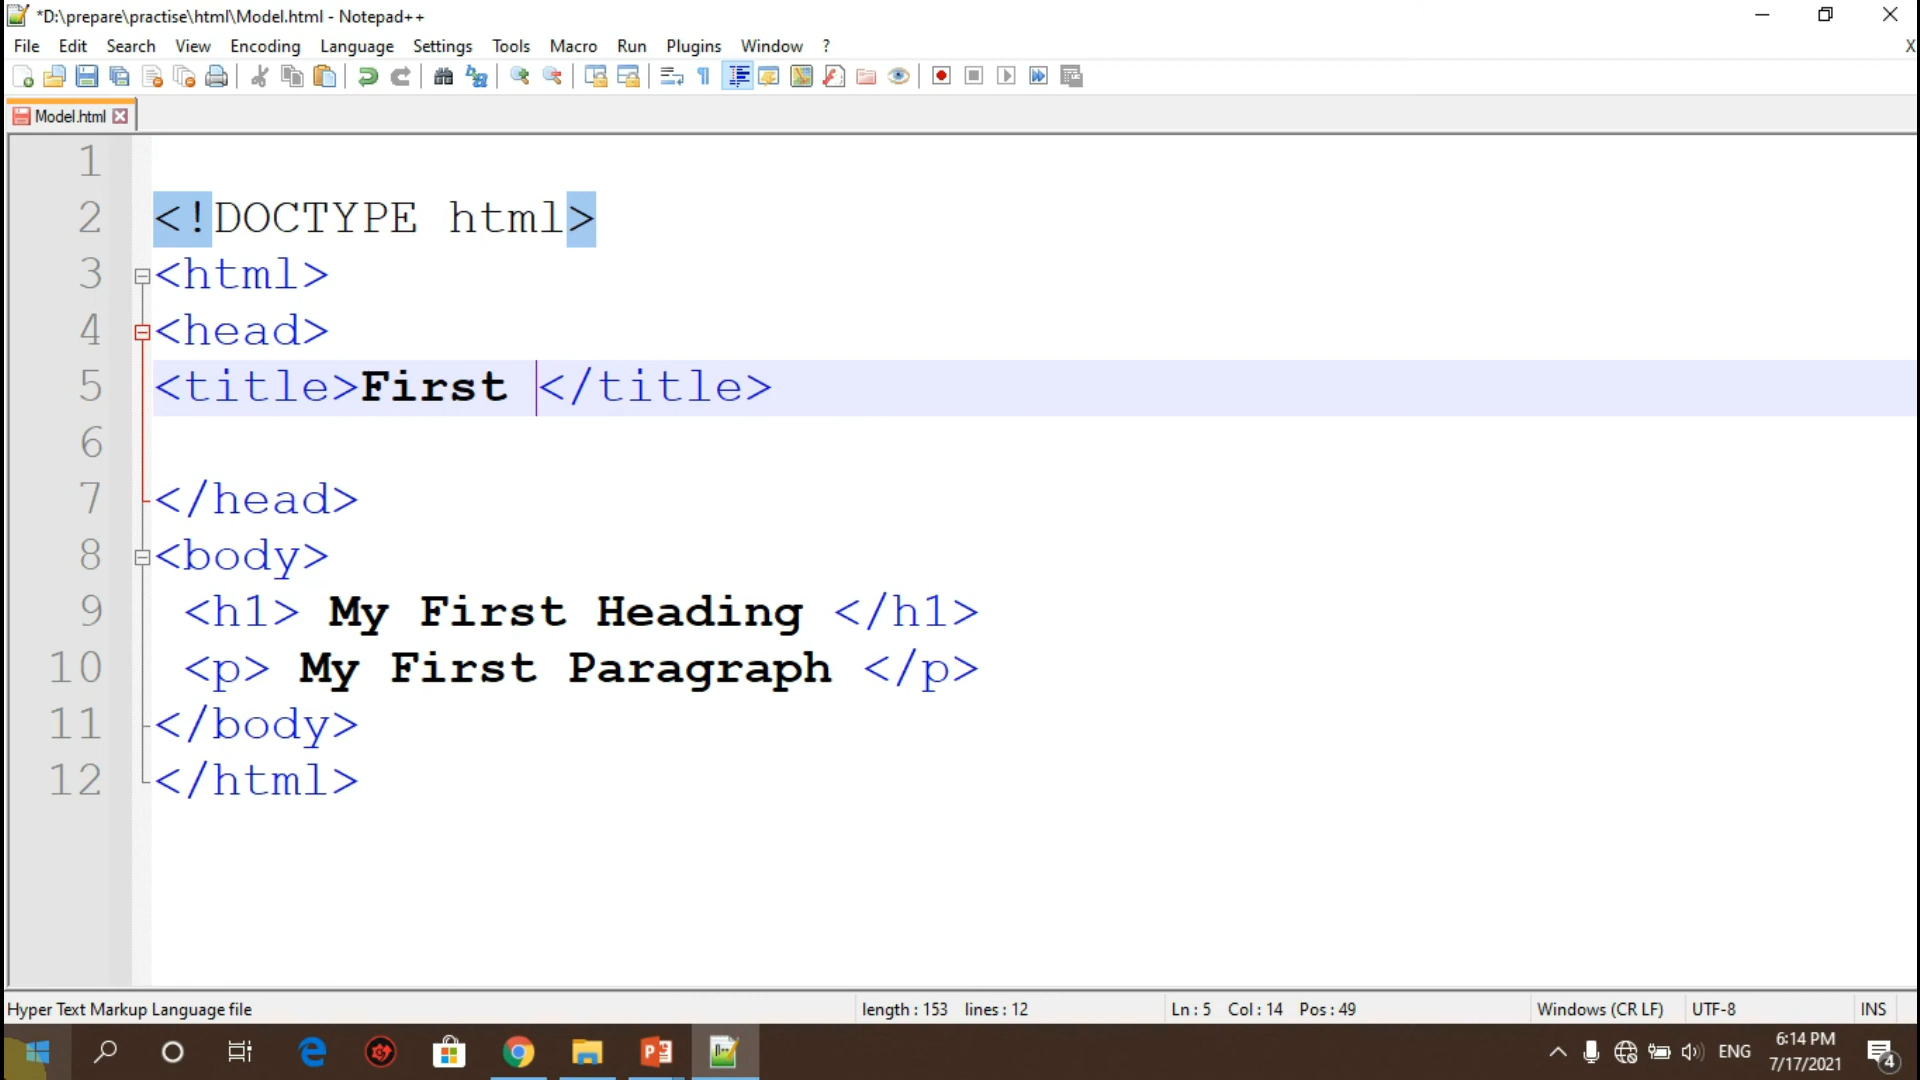 *D:\prepare\practise\html\Model.html - Notepad++
File Edit Search View Encoding Language Settings Tools Macro Run Plugins Window ? X
Model.html
1
2 <!DOCTYPE html>
3 <html>
4 <head>
5 <title>First </title>
6
7 </head>
8 <body>
9 <h1> My First Heading </h1>
10 <p> My First Paragraph </p>
11 </body>
12 </html>
Hyper Text Markup Language file length : 153 lines : 12 Ln : 5 Col : 14 Pos : 49 Windows (CR LF) UTF-8 INS
ENG 6:14 PM
7/17/2021 4